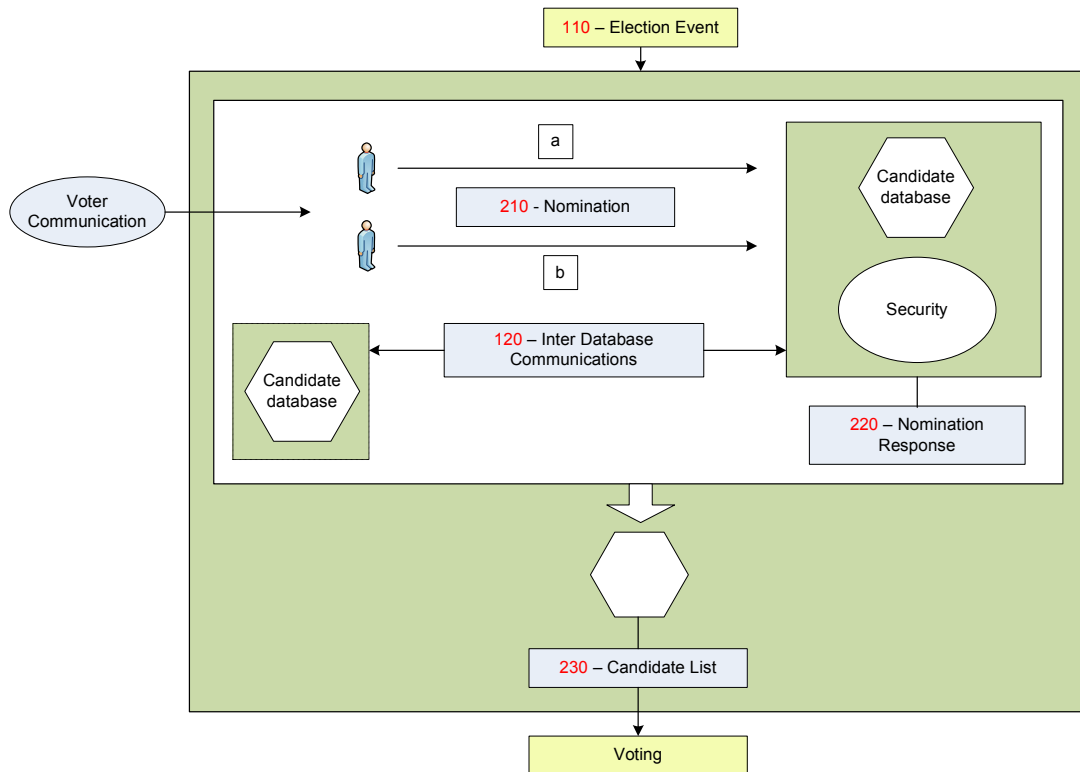 110 – Election Event
a
Candidate
database
Voter
Communication
210 - Nomination
b
Security
120 – Inter Database
Communications
Candidate
database
220 – Nomination
Response
230 – Candidate List
Voting